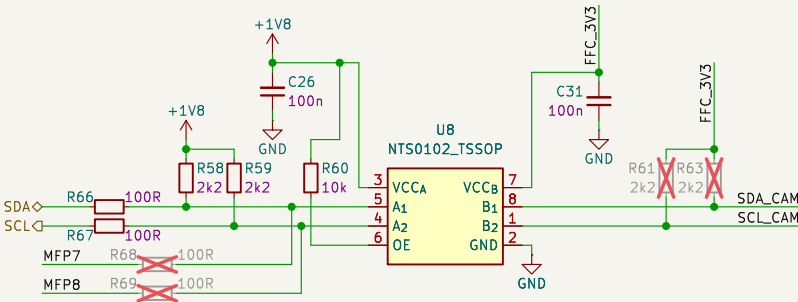 +1V8
FFC_3V3
C26
100n
C31
100n
FFC_3V3
+1V8
GND
U8
NTS0102_TSSOP
GND
R58
2k2
R59
2k2
R60
10k
R61
2k2
R63
2k2
3 VCCA VCCB 7
SDA R66 100R 5 A1 B1 8 SDA_CAM
SCL R67 100R 4 A2 B2 1 SCL_CAM
6 OE GND 2
MFP7 R68 100R
MFP8 R69 100R
GND